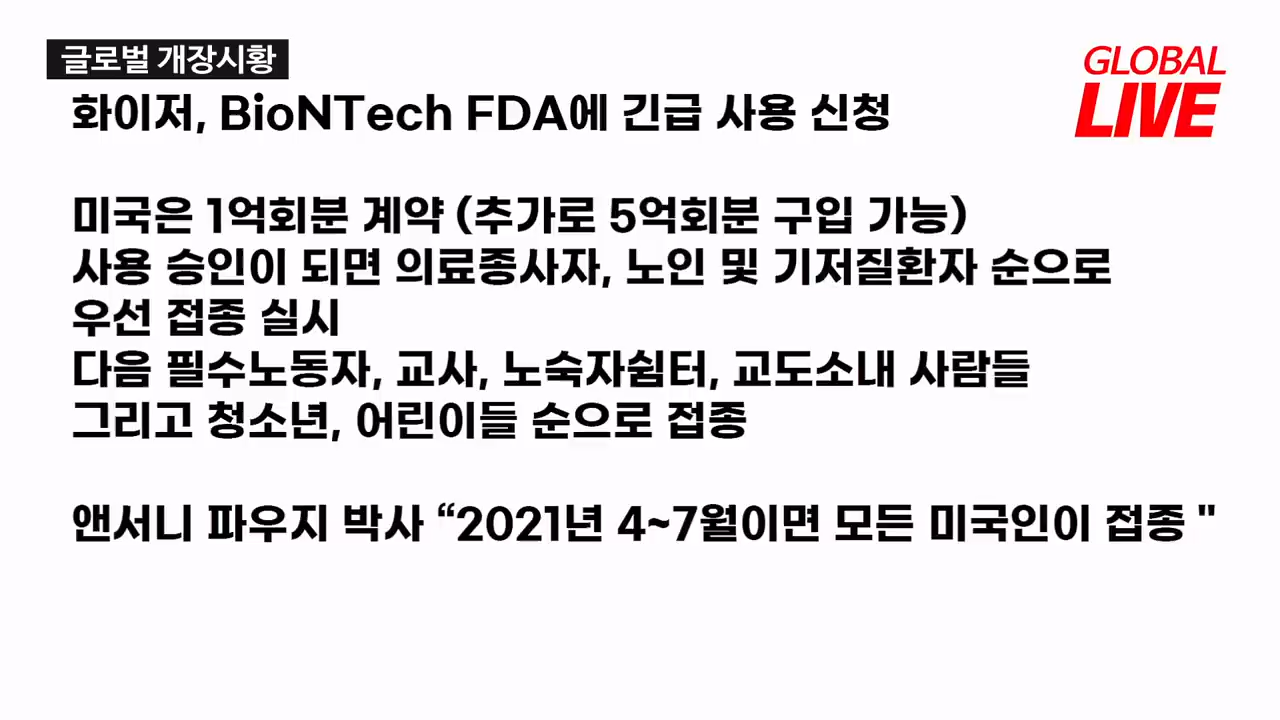 글로벌 개장시황
GLOBAL
LIVE
화이저, BioNTech FDA에 긴급 사용 신청
미국은 1억회분 계약 (추가로 5억회분 구입 가능)
사용 승인이 되면 의료종사자, 노인 및 기저질환자 순으로
우선 접종 실시
다음 필수노동자, 교사, 노숙자쉼터, 교도소내 사람들
그리고 청소년, 어린이들 순으로 접종
앤서니 파우지 박사 “2021년 4~7월이면 모든 미국인이 접종 "